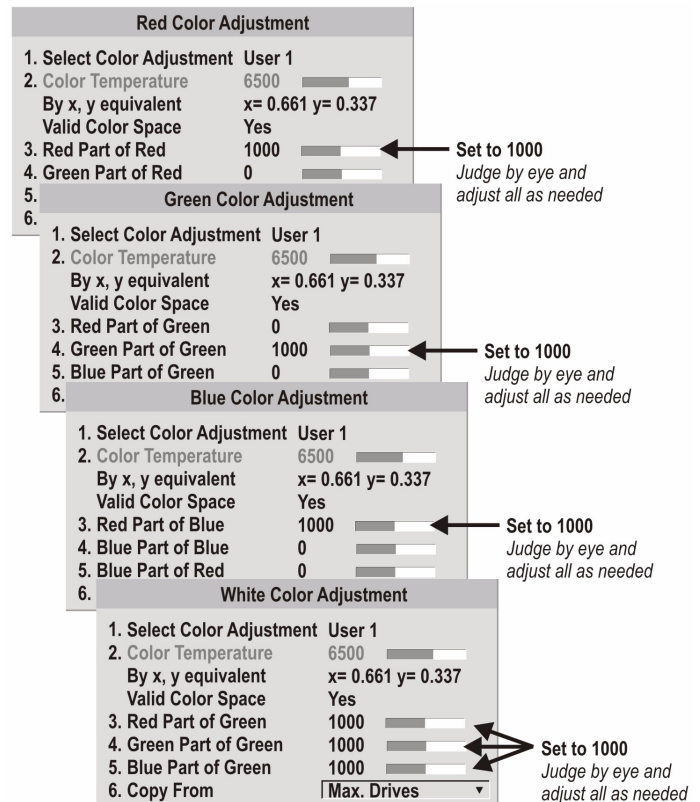 Red Color Adjustment
1. Select Color Adjustment User 1
2. Color Temperature 6500
By x, y equivalent x= 0.661 y= 0.337
Valid Color Space Yes
3. Red Part of Red 1000
4. Green Part of Red 0
5.
6.
Set to 1000
Judge by eye and
adjust all as needed
Green Color Adjustment
1. Select Color Adjustment User 1
2. Color Temperature 6500
By x, y equivalent x= 0.661 y= 0.337
Valid Color Space Yes
3. Red Part of Green 0
4. Green Part of Green 1000
5. Blue Part of Green 0
6.
Set to 1000
Judge by eye and
adjust all as needed
Blue Color Adjustment
1. Select Color Adjustment User 1
2. Color Temperature 6500
By x, y equivalent x= 0.661 y= 0.337
Valid Color Space Yes
3. Red Part of Blue 1000
4. Blue Part of Blue 0
5. Blue Part of Red 0
6.
Set to 1000
Judge by eye and
adjust all as needed
White Color Adjustment
1. Select Color Adjustment User 1
2. Color Temperature 6500
By x, y equivalent x= 0.661 y= 0.337
Valid Color Space Yes
3. Red Part of Green 1000
4. Green Part of Green 1000
5. Blue Part of Green 1000
6. Copy From Max. Drives
Set to 1000
Judge by eye and
adjust all as needed